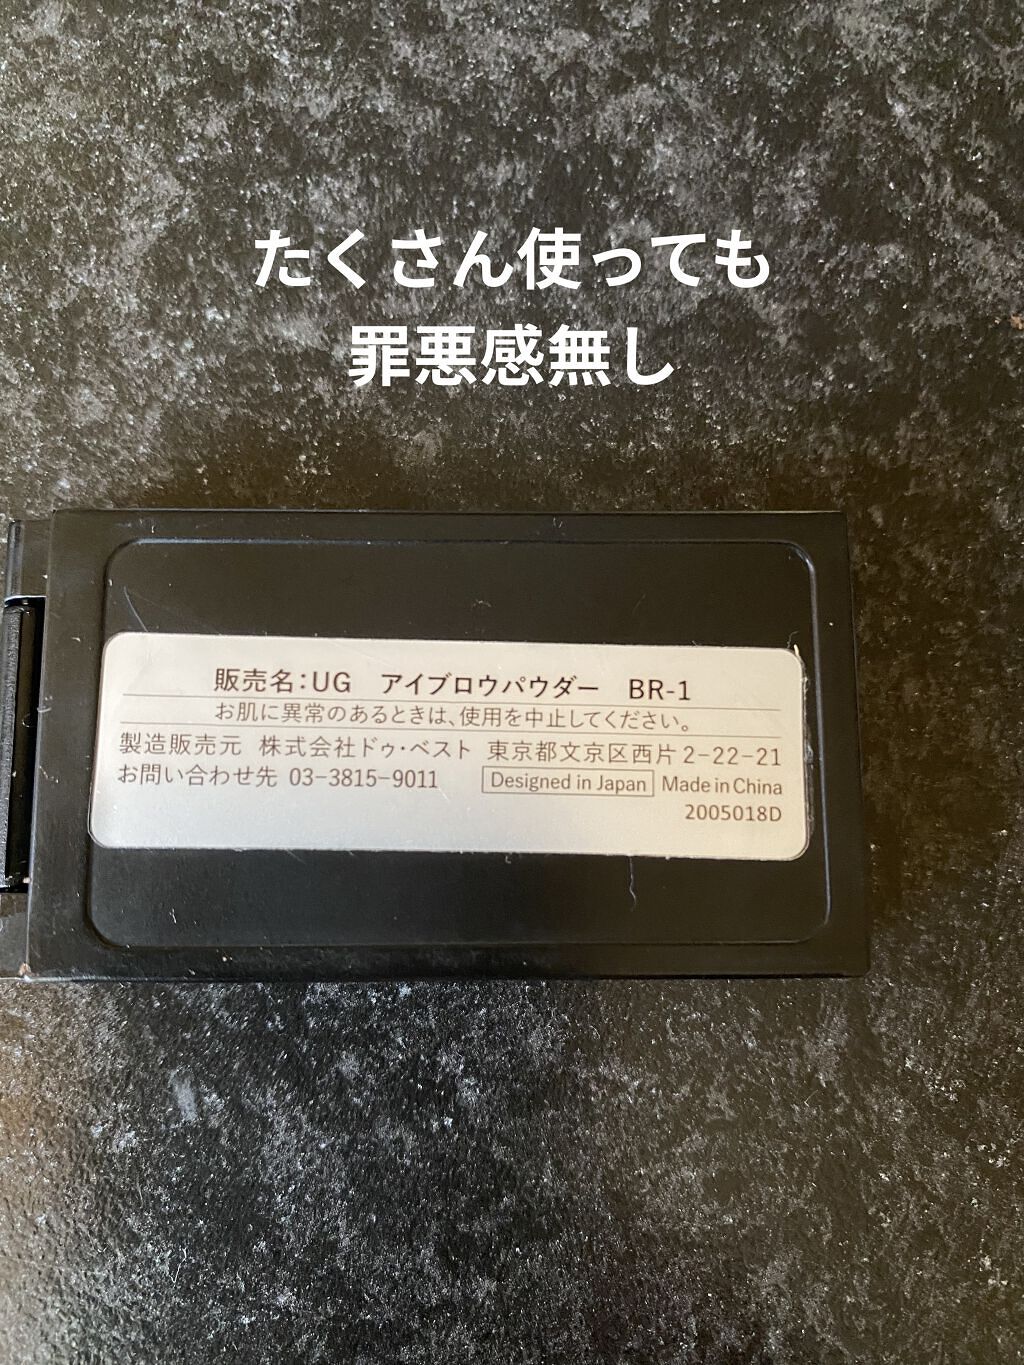 たくさん使っても
罪悪感無し
販売名:UG アイブロウパウダー BR-1
お肌に異常のあるときは、使用を中止してください。
製造販売元 株式会社ドゥ・ベスト 東京都文京区西片2-22-21
お問い合わせ先 03-3815-9011 Designed in Japan Made in China
2005018D